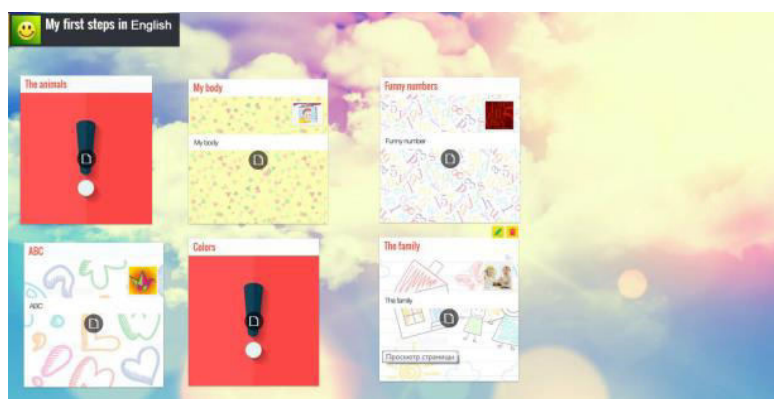 My first steps in English
The animals
My body
My body
Funny numbers
Funny number
ABC
ABC
Colors
The family
The family
Просмотр страницы